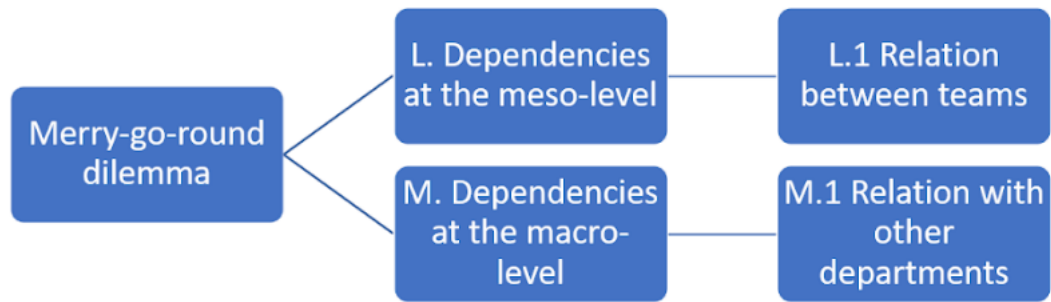 Merry-go-round
dilemma
L. Dependencies
at the meso-level
L.1 Relation
between teams
M. Dependencies
at the macro-
level
M.1 Relation with
other
departments